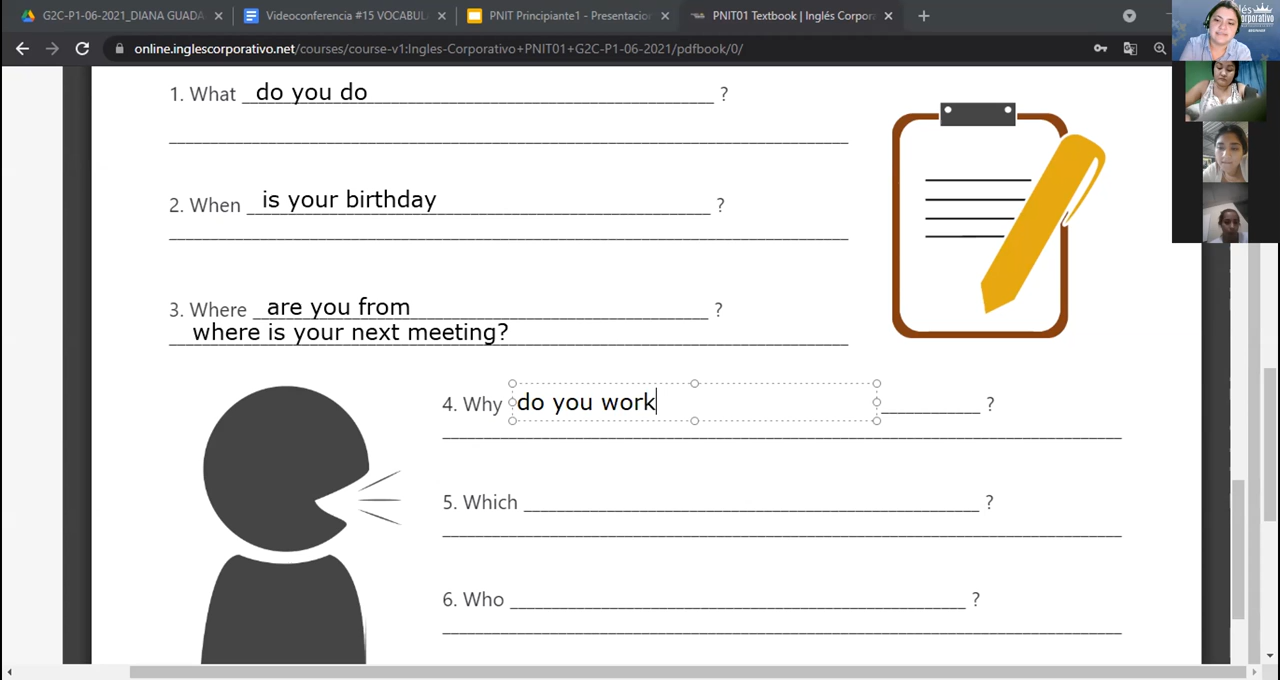 G2C-P1-06-2021_DIANA GUADA
Videoconferencia #15 VOCABUL
PNIT Principiante1 - Presentacion
PNIT01 Textbook | Inglés Corpor
online.inglescorporativo.net/courses/course-v1:Ingles-Corporativo+PNIT01+G2C-P1-06-2021/pdfbook/0/
1. What do you do ?
2. When is your birthday ?
3. Where are you from ?
where is your next meeting?
4. Why do you work ?
5. Which ?
6. Who ?